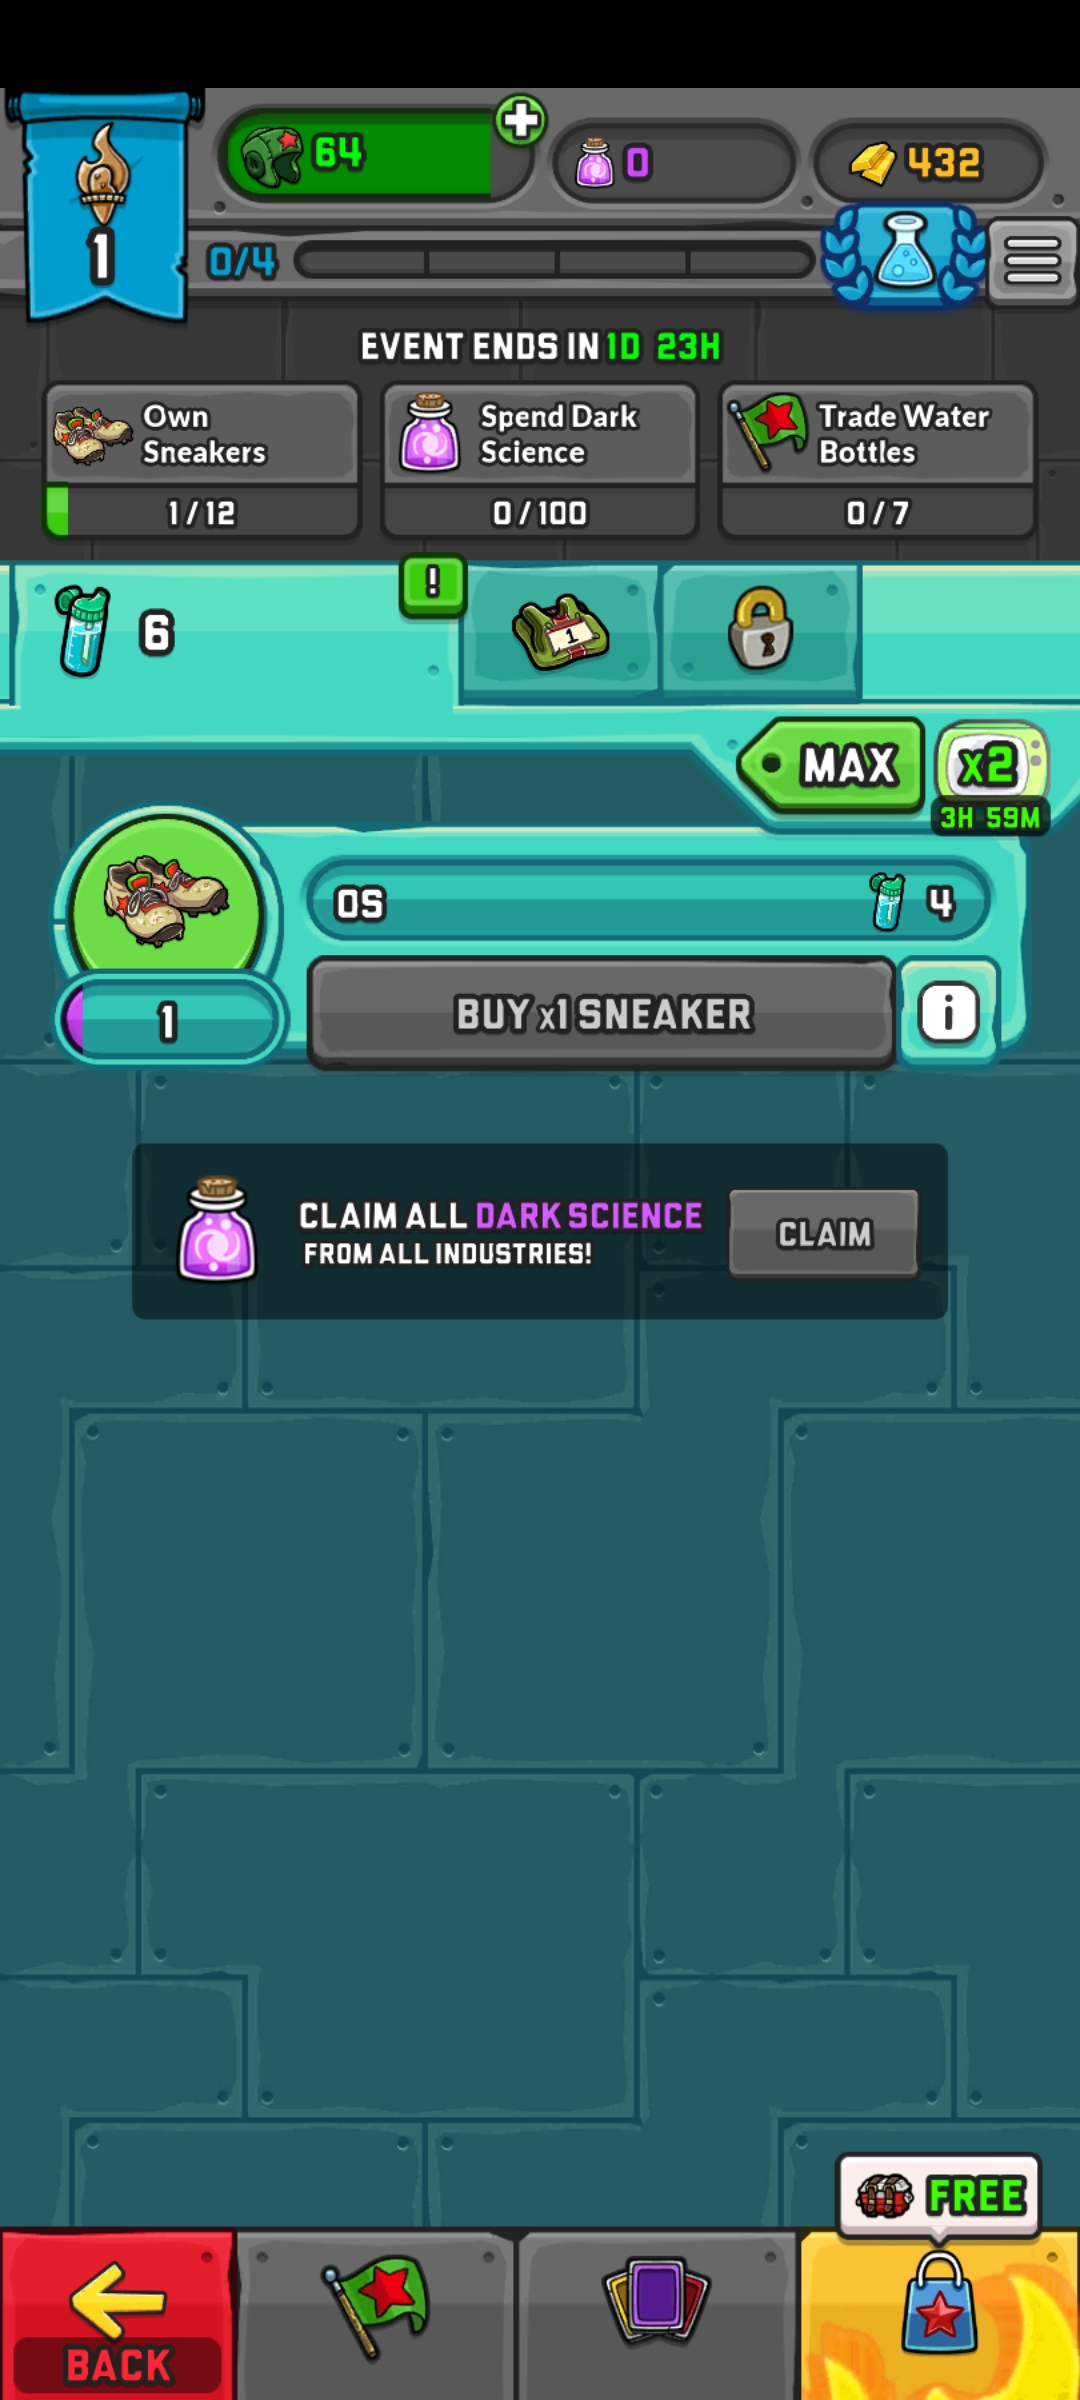 64
0
432
1
0/4
EVENT ENDS IN 1D 23H
Own
Sneakers
1/12
Spend Dark
Science
0/100
Trade Water
Bottles
0/7
6
!
1
MAX
x2
3H 59M
0S
4
1
BUY x1 SNEAKER
i
CLAIM ALL DARK SCIENCE
FROM ALL INDUSTRIES!
CLAIM
FREE
BACK